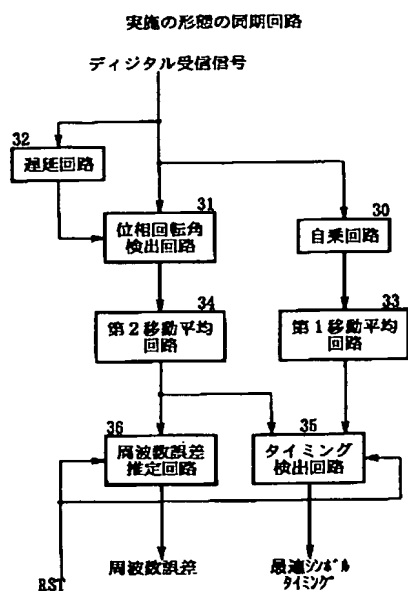 実施の形態の同期回路
ディジタル受信信号
32
遅延回路
31
位相回転角
検出回路
30
自乗回路
34
第2移動平均
回路
33
第1移動平均
回路
36
周波数誤差
推定回路
35
タイミング
検出回路
RST
周波数誤差
最適シンボル
タイミング